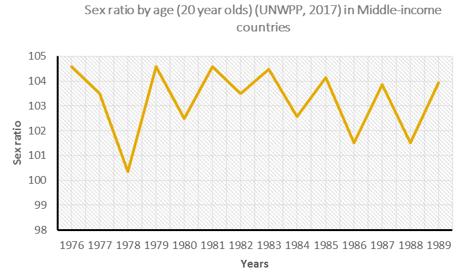 Sex ratio by age (20 year olds) (UNWPP, 2017) in Middle-income
countries
105
104
103
102
101
100
99
98
Sex ratio
1976 1977 1978 1979 1980 1981 1982 1983 1984 1985 1986 1987 1988 1989
Years